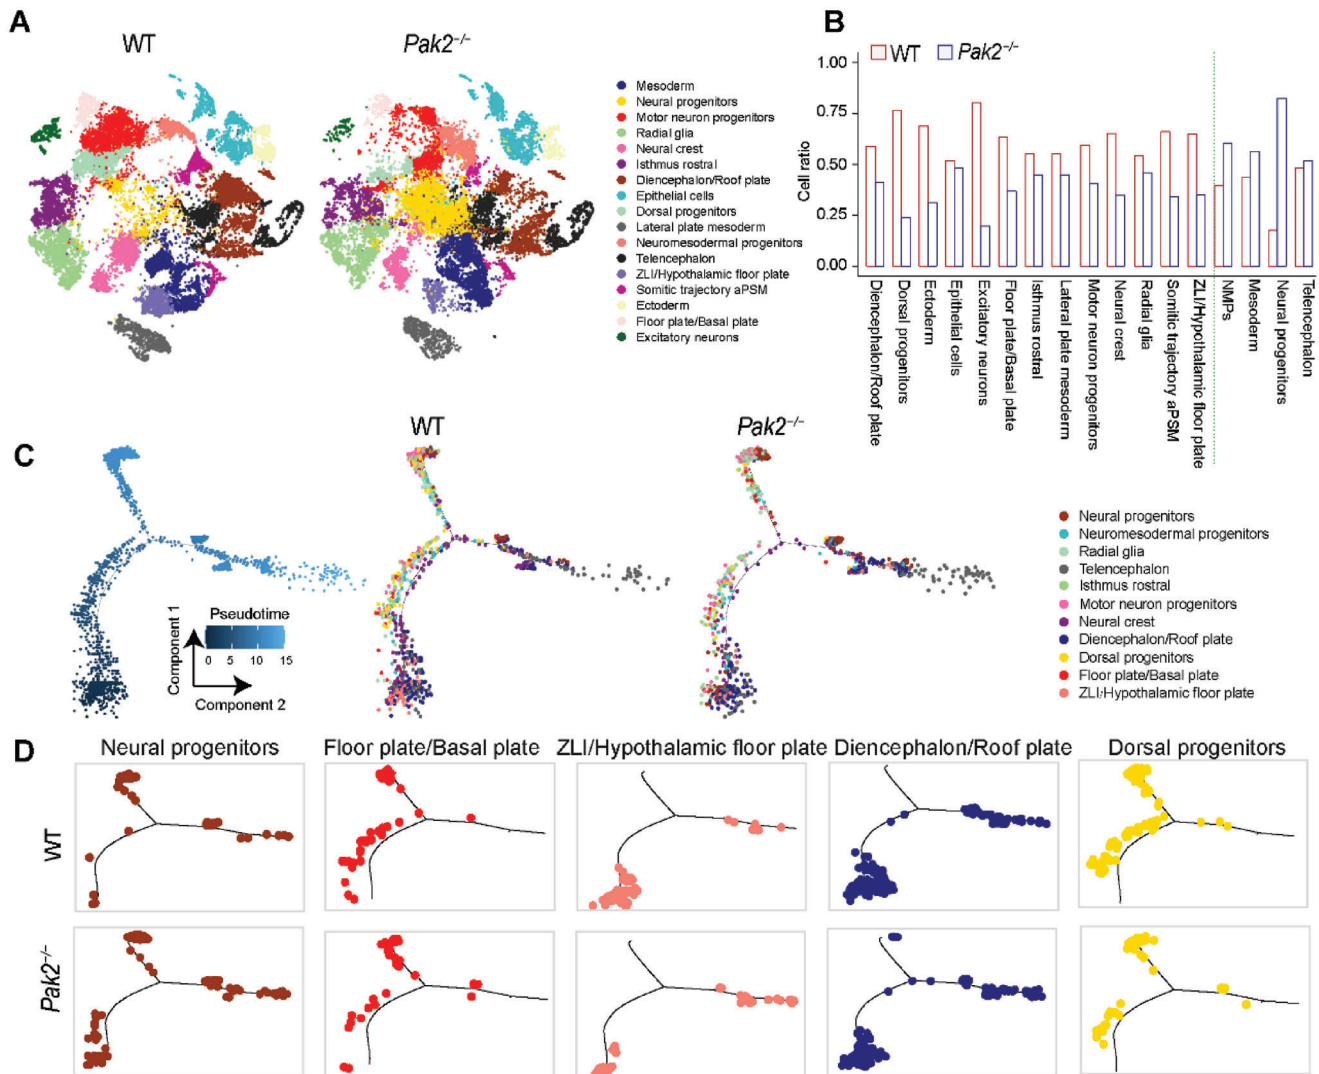 A
WT
Pak2−/−
Mesoderm
Neural progenitors
Motor neuron progenitors
Radial glia
Neural crest
Isthmus rostral
Diencephalon/Roof plate
Epithelial cells
Dorsal progenitors
Lateral plate mesoderm
Neuromesodermal progenitors
Telencephalon
ZLI/Hypothalamic floor plate
Somitic trajectory aPSM
Ectoderm
Floor plate/Basal plate
Excitatory neurons
B
WT
Pak2−/−
Cell ratio
1.00
0.75
0.50
0.25
0.00
Diencephalon/Roof plate
Dorsal progenitors
Ectoderm
Epithelial cells
Excitatory neurons
Floor plate/Basal plate
Isthmus rostral
Lateral plate mesoderm
Motor neuron progenitors
Neural crest
Radial glia
Somitic trajectory aPSM
ZLI/Hypothalamic floor plate
NMPs
Mesoderm
Neural progenitors
Telencephalon
C
WT
Pak2−/−
Pseudotime
0 5 10 15
Component 1
Component 2
Neural progenitors
Neuromesodermal progenitors
Radial glia
Telencephalon
Isthmus rostral
Motor neuron progenitors
Neural crest
Diencephalon/Roof plate
Dorsal progenitors
Floor plate/Basal plate
ZLI/Hypothalamic floor plate
D
Neural progenitors
Floor plate/Basal plate
ZLI/Hypothalamic floor plate
Diencephalon/Roof plate
Dorsal progenitors
WT
Pak2−/−